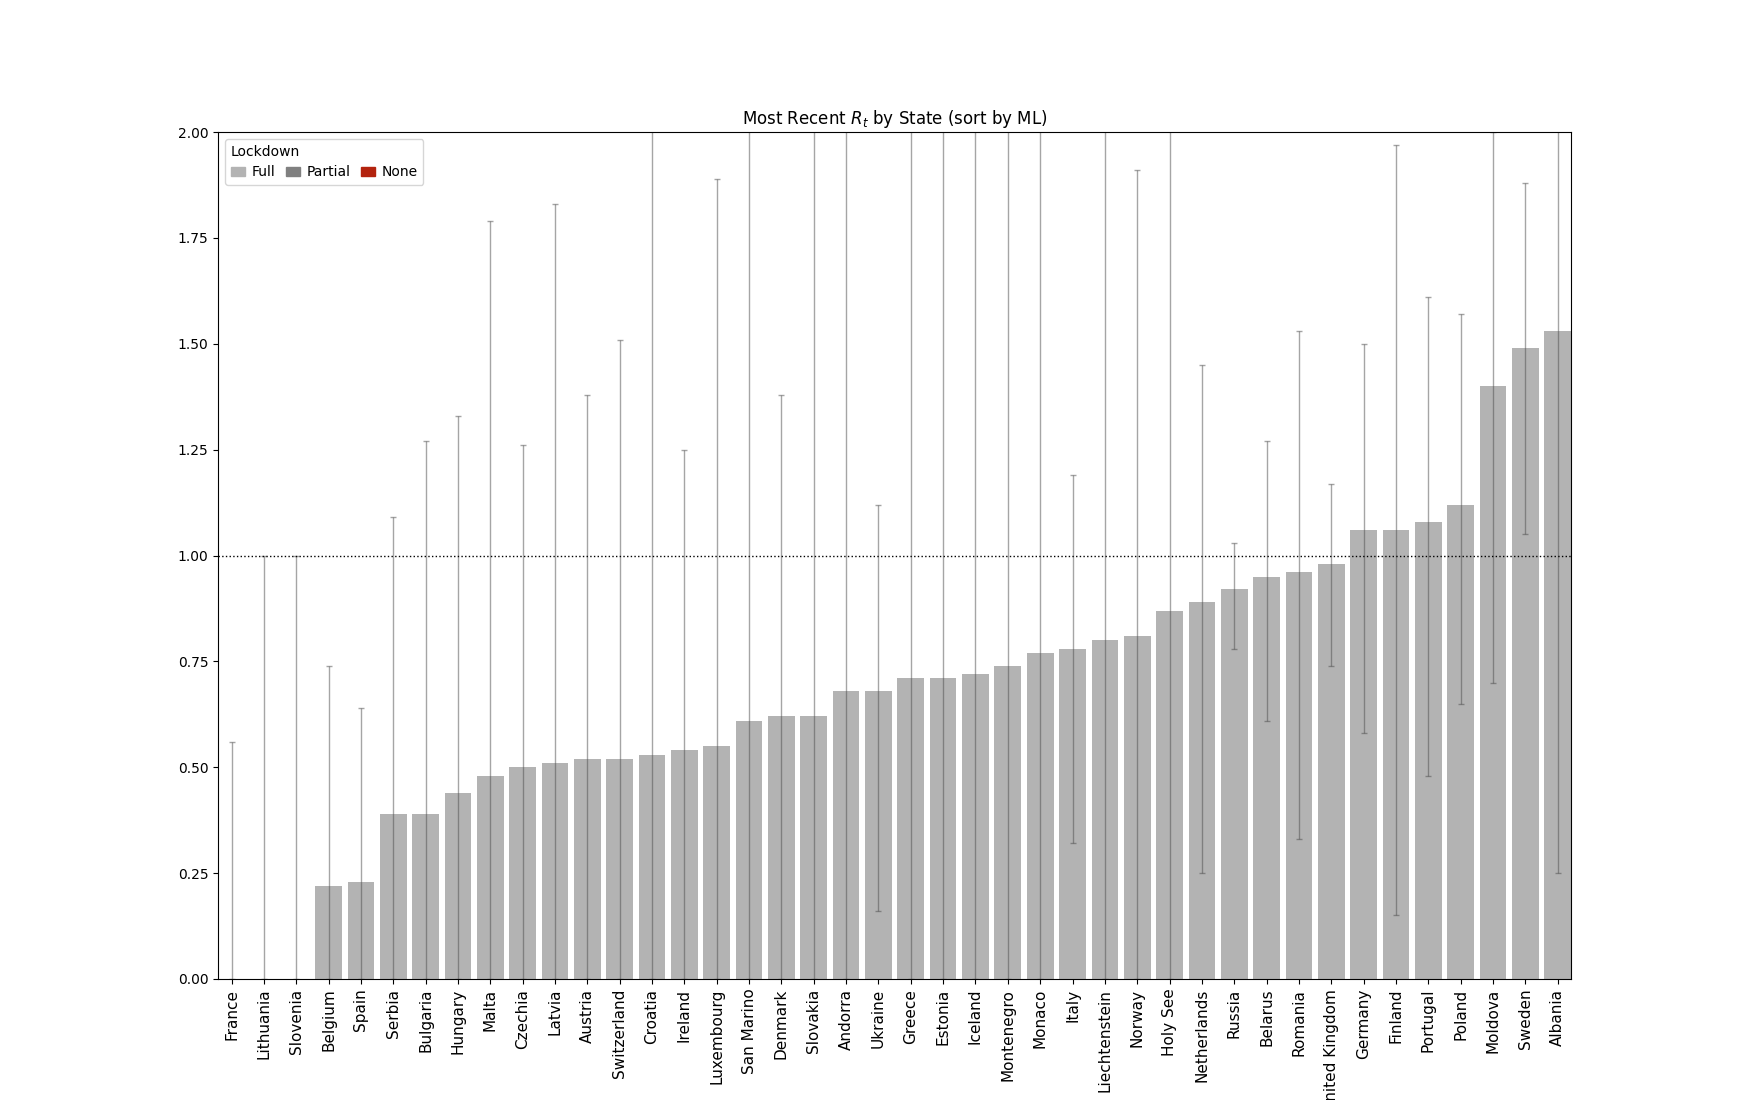 Most Recent R_t by State (sort by ML)
Lockdown
Full Partial None
2.00
1.75
1.50
1.25
1.00
0.75
0.50
0.25
0.00
France
Lithuania
Slovenia
Belgium
Spain
Serbia
Bulgaria
Hungary
Malta
Czechia
Latvia
Austria
Switzerland
Croatia
Ireland
Luxembourg
San Marino
Denmark
Slovakia
Andorra
Ukraine
Greece
Estonia
Iceland
Montenegro
Monaco
Italy
Liechtenstein
Norway
Holy See
Netherlands
Russia
Belarus
Romania
nited Kingdom
Germany
Finland
Portugal
Poland
Moldova
Sweden
Albania